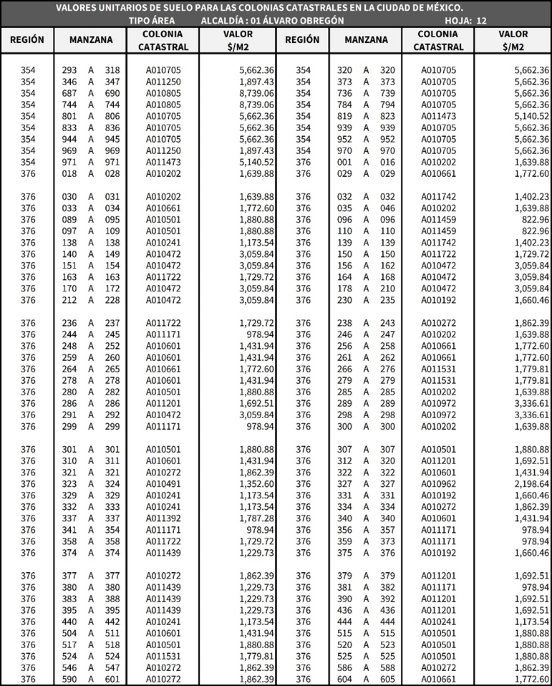 VALORES UNITARIOS DE SUELO PARA LAS COLONIAS CATASTRALES EN LA CIUDAD DE MÉXICO.
TIPO ÁREA ALCALDÍA : 01 ÁLVARO OBREGÓN HOJA: 12
REGIÓN MANZANA COLONIA CATASTRAL VALOR $/M2 REGIÓN MANZANA COLONIA CATASTRAL VALOR $/M2
354 293 A 318 A010705 5,662.36 354 320 A 320 A010705 5,662.36
354 346 A 347 A011250 1,897.43 354 373 A 373 A010705 5,662.36
354 687 A 690 A010805 8,739.06 354 736 A 739 A010705 5,662.36
354 744 A 744 A010805 8,739.06 354 784 A 794 A010705 5,662.36
354 801 A 806 A010705 5,662.36 354 819 A 823 A011473 5,140.52
354 833 A 836 A010705 5,662.36 354 939 A 939 A010705 5,662.36
354 944 A 945 A010705 5,662.36 354 952 A 952 A010705 5,662.36
354 969 A 969 A011250 1,897.43 354 970 A 970 A010705 5,662.36
354 971 A 971 A011473 5,140.52 376 001 A 016 A010202 1,639.88
376 018 A 028 A010202 1,639.88 376 029 A 029 A010661 1,772.60
376 030 A 031 A010202 1,639.88 376 032 A 032 A011742 1,402.23
376 033 A 034 A010661 1,772.60 376 035 A 046 A010202 1,639.88
376 089 A 095 A010501 1,880.88 376 096 A 096 A011459 822.96
376 097 A 109 A010501 1,880.88 376 110 A 110 A011459 822.96
376 138 A 138 A010241 1,173.54 376 139 A 139 A011742 1,402.23
376 140 A 149 A010472 3,059.84 376 150 A 150 A011722 1,729.72
376 151 A 154 A010472 3,059.84 376 156 A 162 A010472 3,059.84
376 163 A 163 A011722 1,729.72 376 164 A 168 A010472 3,059.84
376 170 A 172 A010472 3,059.84 376 178 A 210 A010472 3,059.84
376 212 A 228 A010472 3,059.84 376 230 A 235 A010192 1,660.46
376 236 A 237 A011722 1,729.72 376 238 A 243 A010272 1,862.39
376 244 A 245 A011171 978.94 376 246 A 247 A010202 1,639.88
376 248 A 252 A010601 1,431.94 376 256 A 258 A010661 1,772.60
376 259 A 260 A010601 1,431.94 376 261 A 262 A010661 1,772.60
376 264 A 265 A010661 1,772.60 376 266 A 276 A011531 1,779.81
376 278 A 278 A010601 1,431.94 376 279 A 279 A011531 1,779.81
376 280 A 282 A010501 1,880.88 376 285 A 285 A010202 1,639.88
376 286 A 286 A011201 1,692.51 376 289 A 289 A010972 3,336.61
376 291 A 292 A010472 3,059.84 376 298 A 298 A010972 3,336.61
376 299 A 299 A011171 978.94 376 300 A 300 A010202 1,639.88
376 301 A 301 A010501 1,880.88 376 307 A 307 A010501 1,880.88
376 310 A 311 A010601 1,431.94 376 312 A 320 A011201 1,692.51
376 321 A 321 A010272 1,862.39 376 322 A 322 A010601 1,431.94
376 323 A 324 A010491 1,352.60 376 327 A 327 A010962 2,198.64
376 329 A 329 A010241 1,173.54 376 331 A 331 A010192 1,660.46
376 332 A 333 A010241 1,173.54 376 334 A 334 A010272 1,862.39
376 337 A 337 A011392 1,787.28 376 340 A 340 A010601 1,431.94
376 341 A 354 A011171 978.94 376 356 A 357 A011171 978.94
376 358 A 358 A011722 1,729.72 376 359 A 373 A011171 978.94
376 374 A 374 A011439 1,229.73 376 375 A 376 A010192 1,660.46
376 377 A 377 A010272 1,862.39 376 379 A 379 A011201 1,692.51
376 380 A 380 A011439 1,229.73 376 381 A 382 A011171 978.94
376 383 A 388 A011439 1,229.73 376 390 A 392 A011201 1,692.51
376 395 A 395 A011439 1,229.73 376 436 A 436 A011201 1,692.51
376 440 A 442 A010241 1,173.54 376 444 A 444 A010241 1,173.54
376 504 A 511 A010601 1,431.94 376 515 A 515 A010501 1,880.88
376 517 A 518 A010501 1,880.88 376 520 A 523 A010501 1,880.88
376 524 A 524 A011531 1,779.81 376 525 A 525 A010501 1,880.88
376 546 A 547 A010272 1,862.39 376 586 A 588 A010272 1,862.39
376 590 A 601 A010272 1,862.39 376 604 A 605 A010661 1,772.60